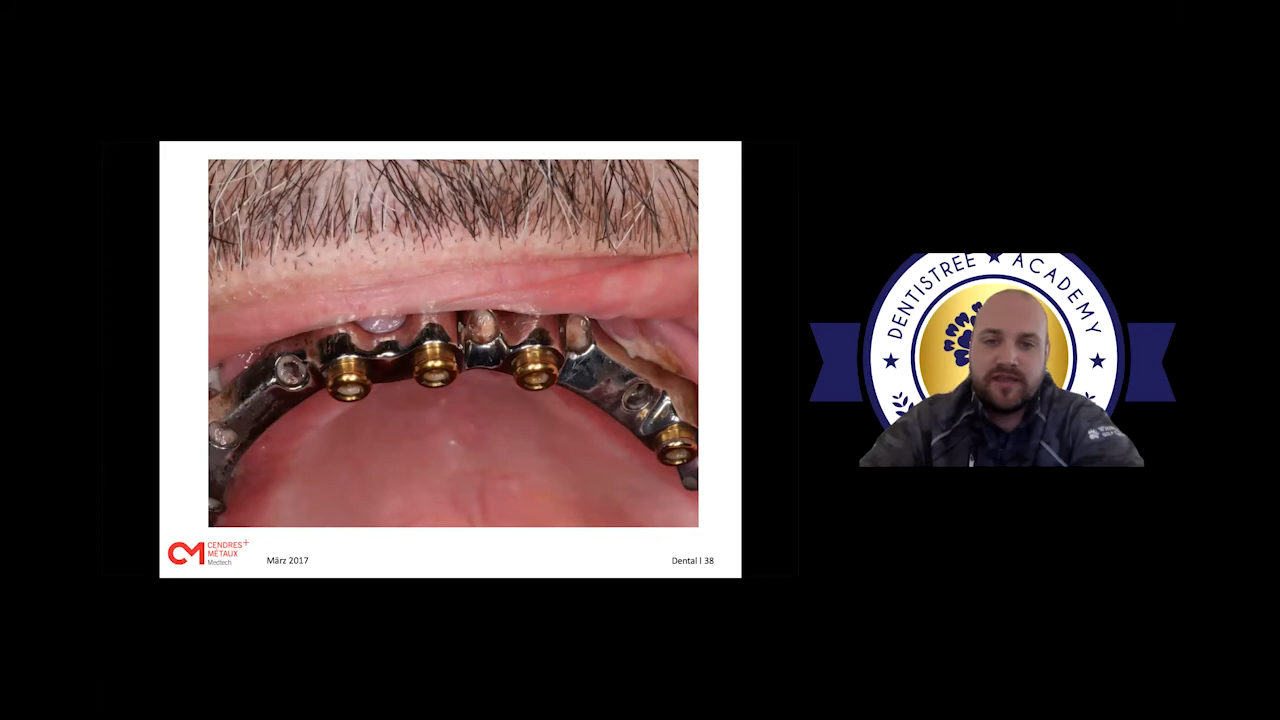 CENDRES+
MÉTAUX
Medtech
März 2017
Dental | 38
DENTISTREE ★ ACADEMY